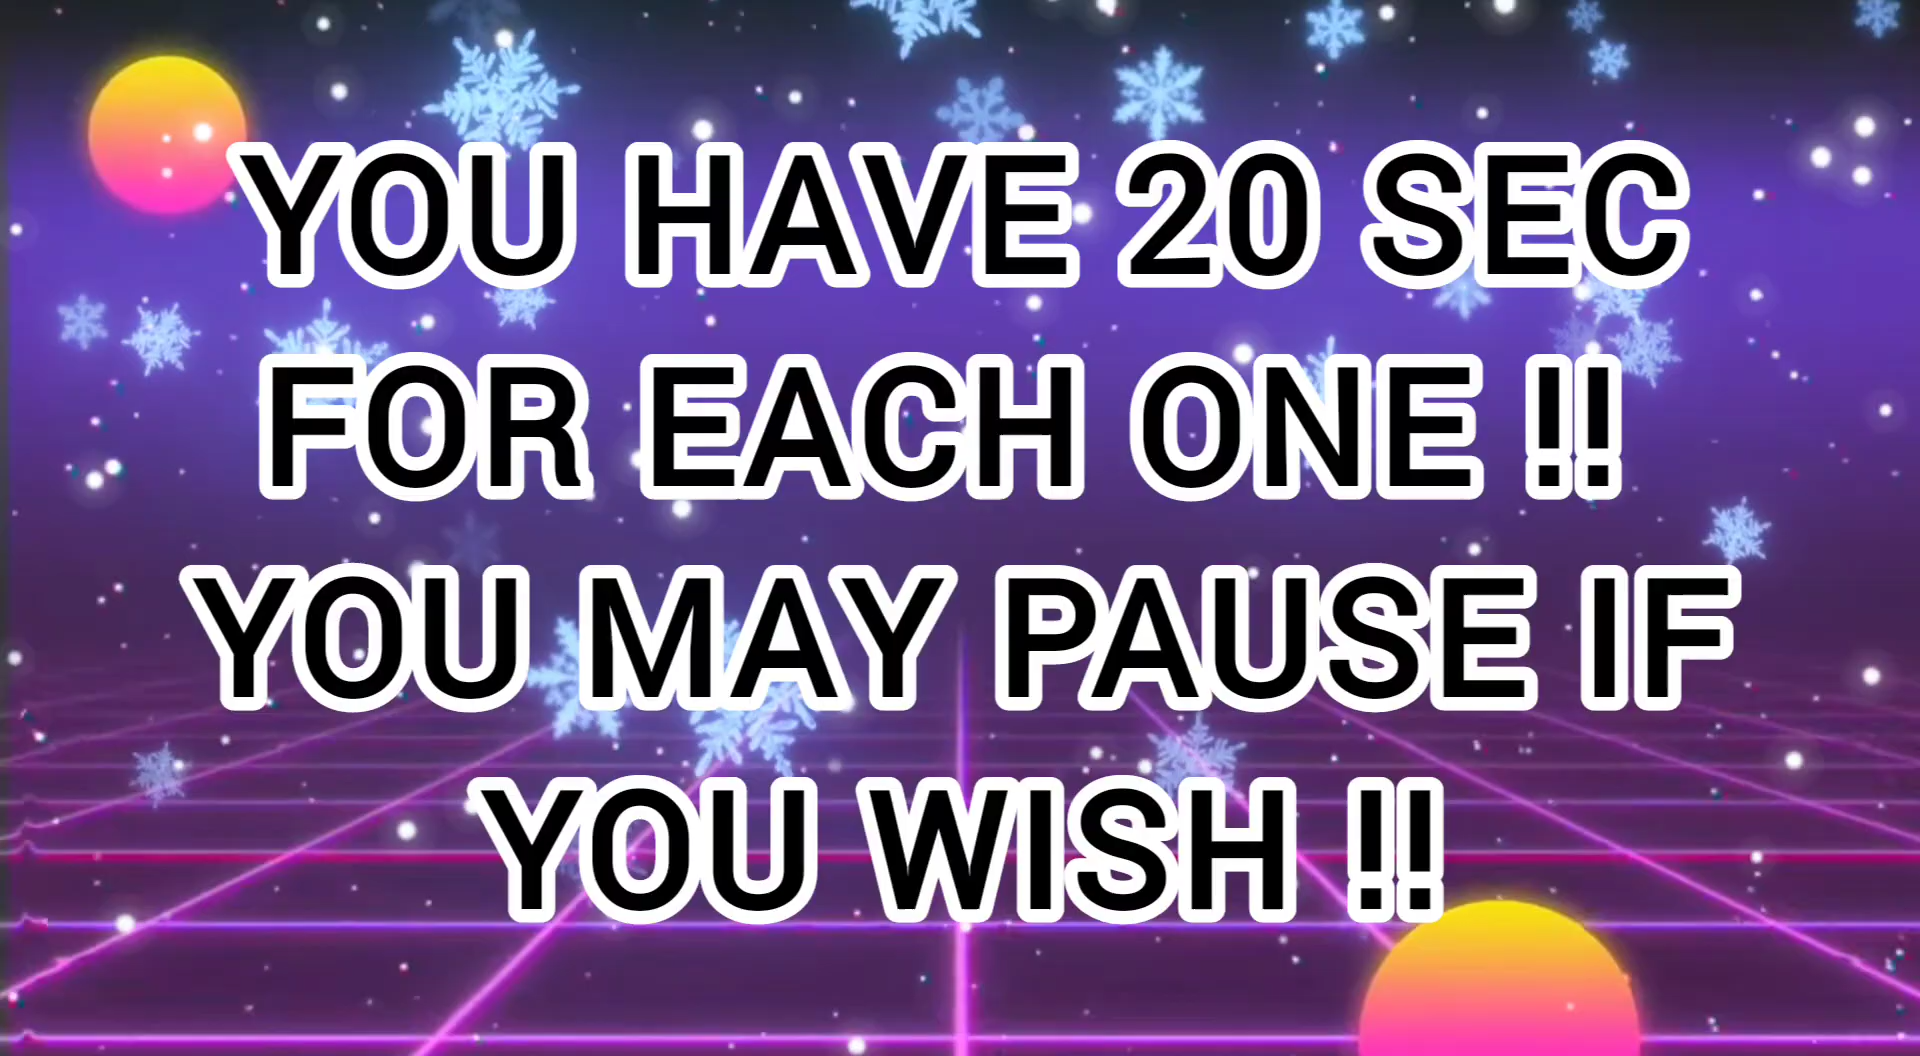 YOU HAVE 20 SEC
FOR EACH ONE !!
YOU MAY PAUSE IF
YOU WISH !!